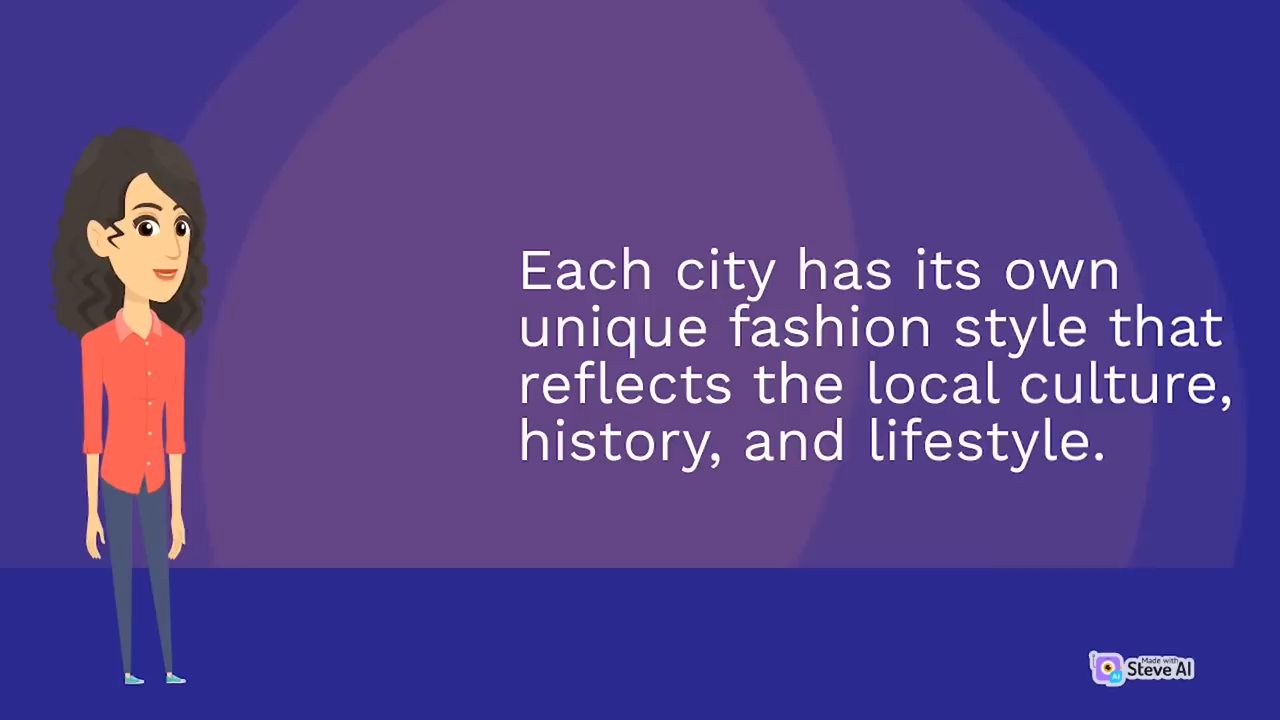 Each city has its own
unique fashion style that
reflects the local culture,
history, and lifestyle.
Made with
Steve AI
AI